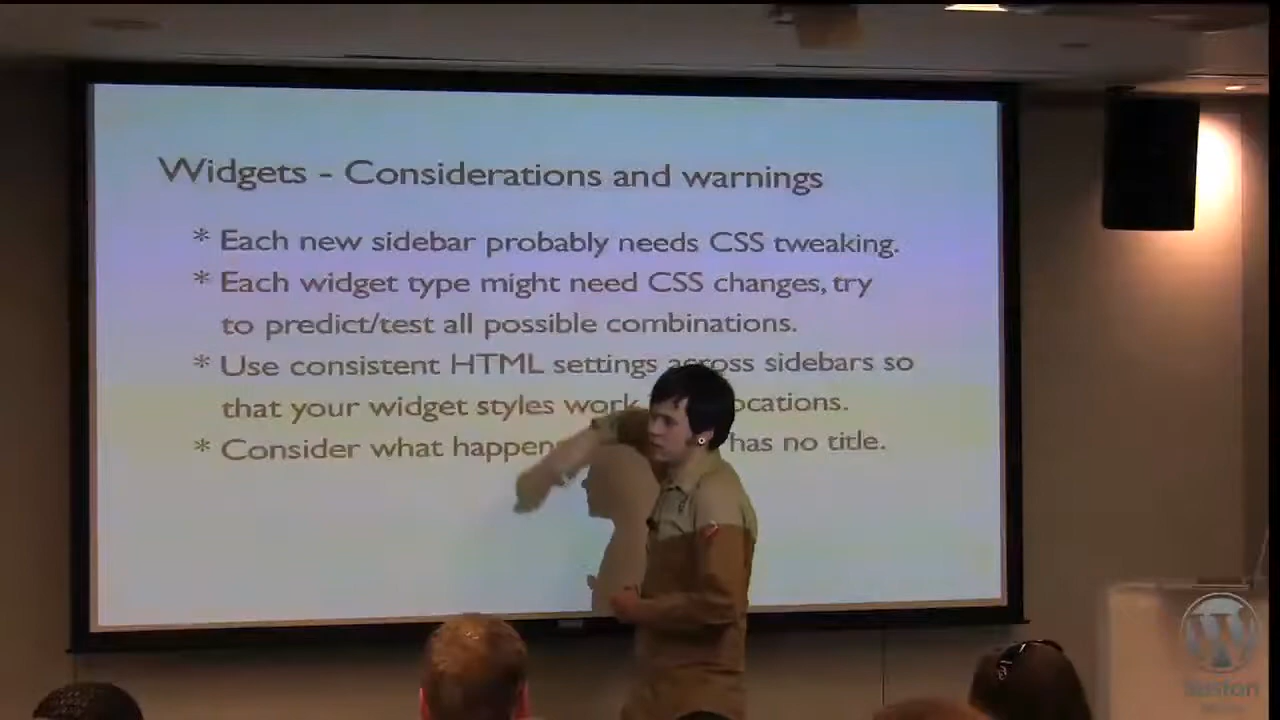 Widgets - Considerations and warnings
* Each new sidebar probably needs CSS tweaking.
* Each widget type might need CSS changes, try
to predict/test all possible combinations.
* Use consistent HTML settings across sidebars so
that your widget styles work ocations.
* Consider what happen has no title.
Boston